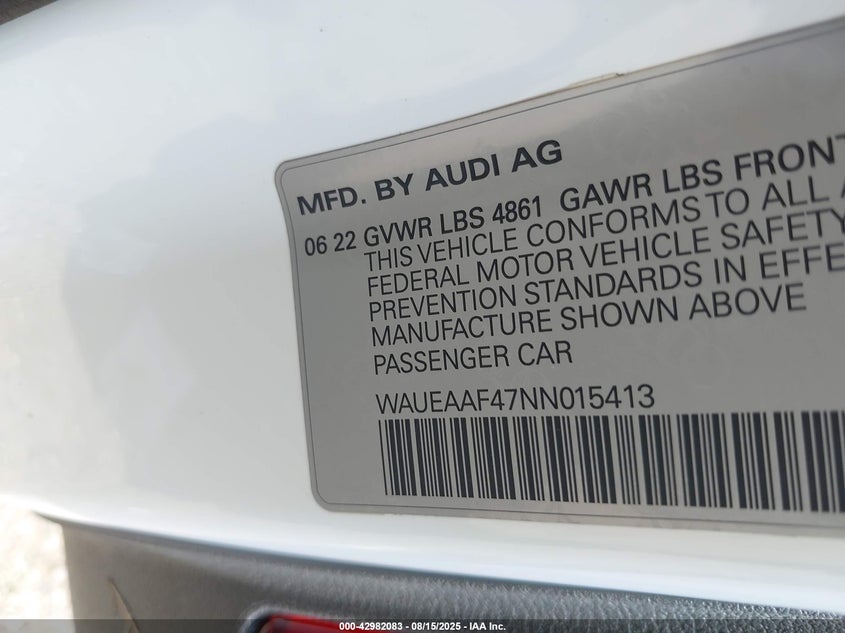 MFD. BY AUDI AG
06 22 GVWR LBS 4861 GAWR LBS FRONT
THIS VEHICLE CONFORMS TO ALL A
FEDERAL MOTOR VEHICLE SAFETY
PREVENTION STANDARDS IN EFFE
MANUFACTURE SHOWN ABOVE
PASSENGER CAR
WAUEAAF47NN015413
000-42982083 - 08/15/2025 - IAA Inc.